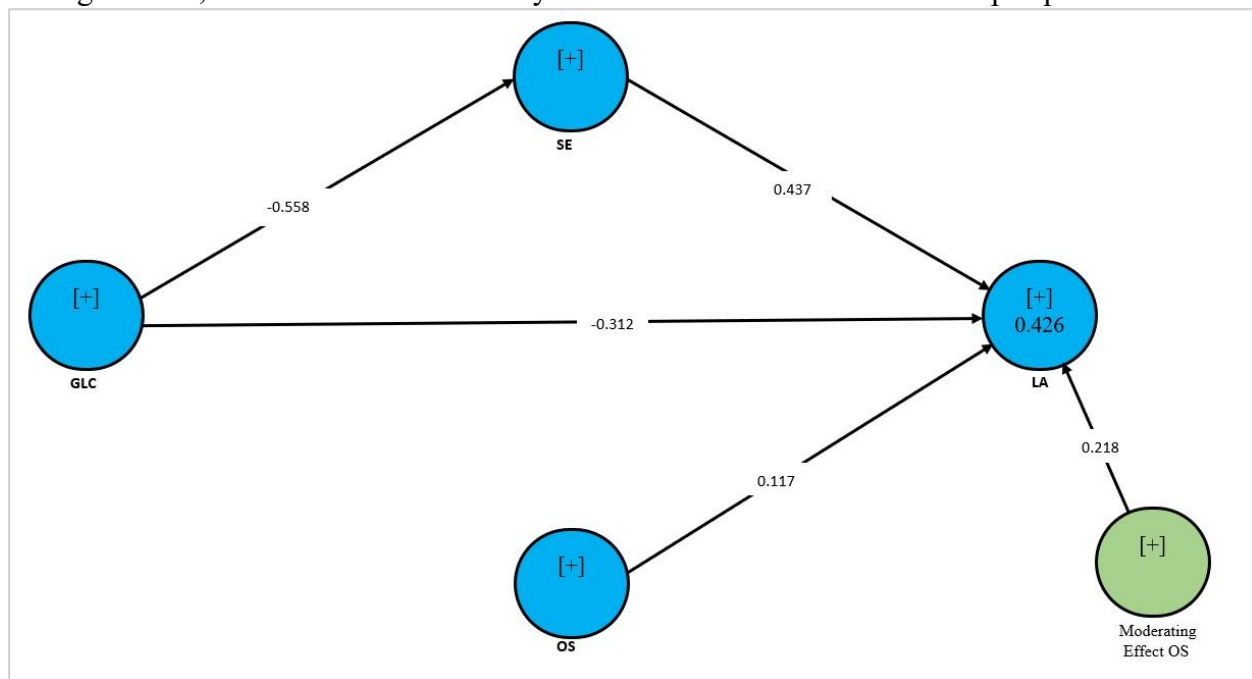 [+]
SE
-0.558
0.437
[+]
GLC
-0.312
[+]
0.426
LA
0.117
0.218
[+]
OS
[+]
Moderating
Effect OS